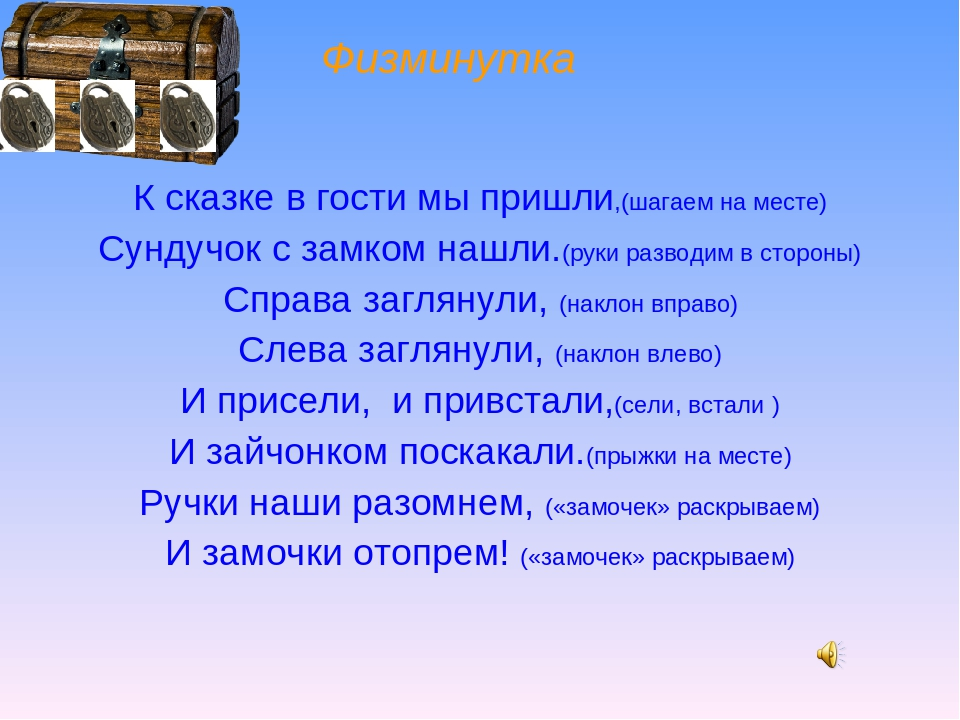 Физминутка
К сказке в гости мы пришли,(шагаем на месте)
Сундучок с замком нашли.(руки разводим в стороны)
Справа заглянули, (наклон вправо)
Слева заглянули, (наклон влево)
И присели,  и привстали,(сели, встали )
И зайчонком поскакали.(прыжки на месте)
Ручки наши разомнем, («замочек» раскрываем)
И замочки отопрем! («замочек» раскрываем)